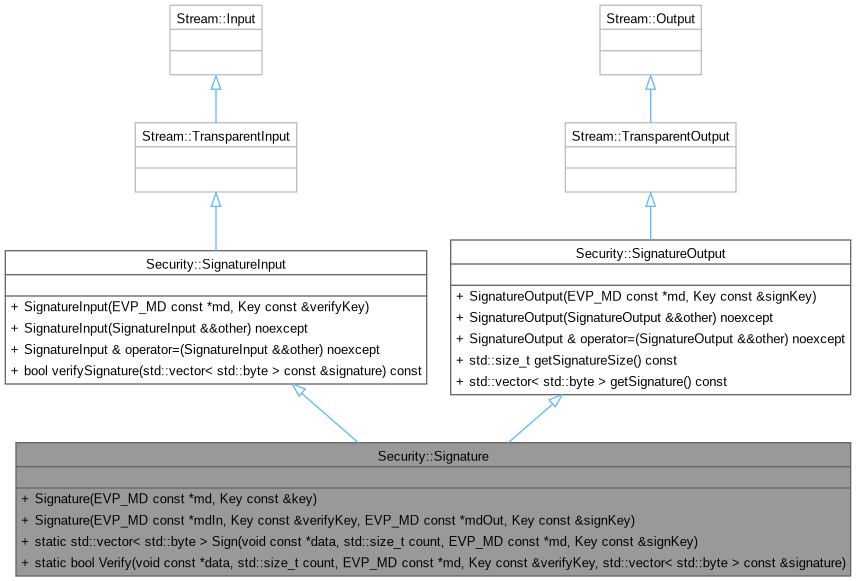 Stream::Input
Stream::Output
Stream::TransparentInput
Stream::TransparentOutput
Security::SignatureInput
+ SignatureInput(EVP_MD const *md, Key const &verifyKey)
+ SignatureInput(SignatureInput &&other) noexcept
+ SignatureInput & operator=(SignatureInput &&other) noexcept
+ bool verifySignature(std::vector< std::byte > const &signature) const
Security::SignatureOutput
+ SignatureOutput(EVP_MD const *md, Key const &signKey)
+ SignatureOutput(SignatureOutput &&other) noexcept
+ SignatureOutput & operator=(SignatureOutput &&other) noexcept
+ std::size_t getSignatureSize() const
+ std::vector< std::byte > getSignature() const
Security::Signature
+ Signature(EVP_MD const *md, Key const &key)
+ Signature(EVP_MD const *mdIn, Key const &verifyKey, EVP_MD const *mdOut, Key const &signKey)
+ static std::vector< std::byte > Sign(void const *data, std::size_t count, EVP_MD const *md, Key const &signKey)
+ static bool Verify(void const *data, std::size_t count, EVP_MD const *md, Key const &verifyKey, std::vector< std::byte > const &signature)